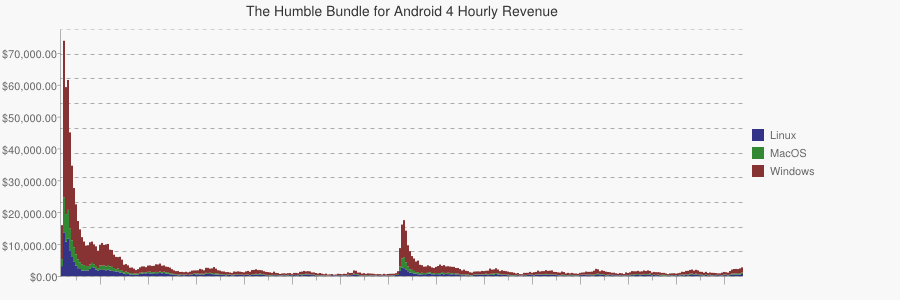 The Humble Bundle for Android 4 Hourly Revenue
$70,000.00
$60,000.00
$50,000.00
$40,000.00
$30,000.00
$20,000.00
$10,000.00
$0.00
Linux
MacOS
Windows